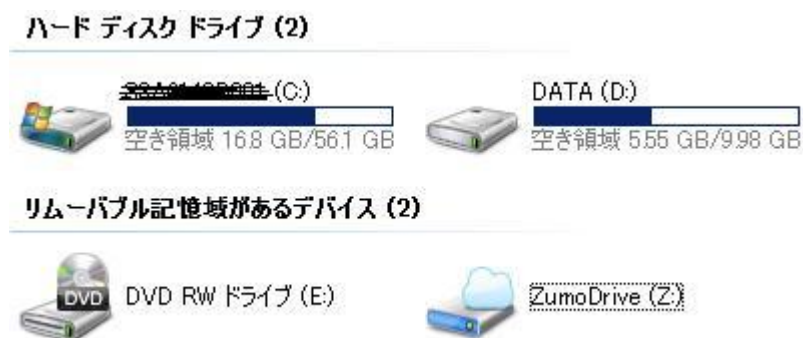 ハード ディスク ドライブ (2)
(C:)
空き領域 16.8 GB/56.1 GB
DATA (D:)
空き領域 5.55 GB/9.98 GB
リムーバブル記憶域があるデバイス (2)
DVD
DVD RW ドライブ (E:)
ZumoDrive (Z:)